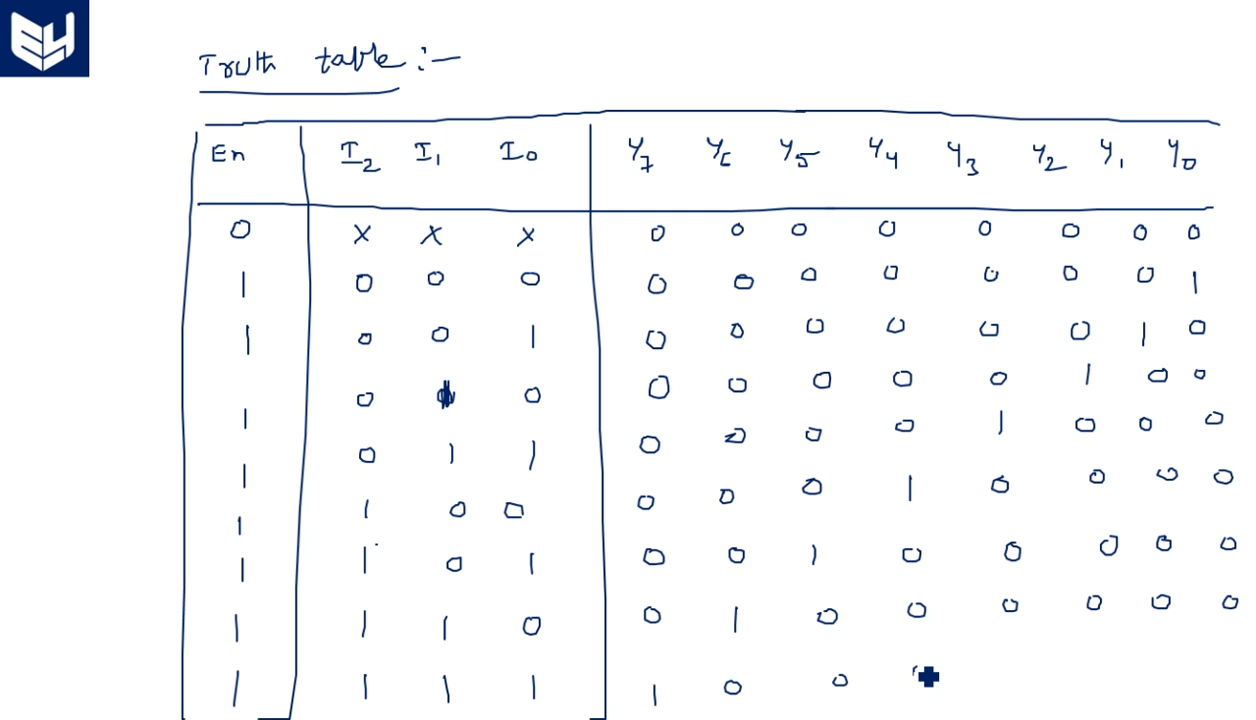 EY
Truth table :-
En I2 I1 I0 Y7 Y6 Y5 Y4 Y3 Y2 Y1 Y0
0 X X X 0 0 0 0 0 0 0 0
1 0 0 0 0 0 0 0 0 0 0 1
1 0 0 1 0 0 0 0 0 0 1 0
1 0 1 0 0 0 0 0 0 1 0 0
1 0 1 1 0 0 0 0 1 0 0 0
1 1 0 0 0 0 0 1 0 0 0 0
1 1 0 1 0 0 1 0 0 0 0 0
1 1 1 0 0 1 0 0 0 0 0 0
1 1 1 1 1 0 0